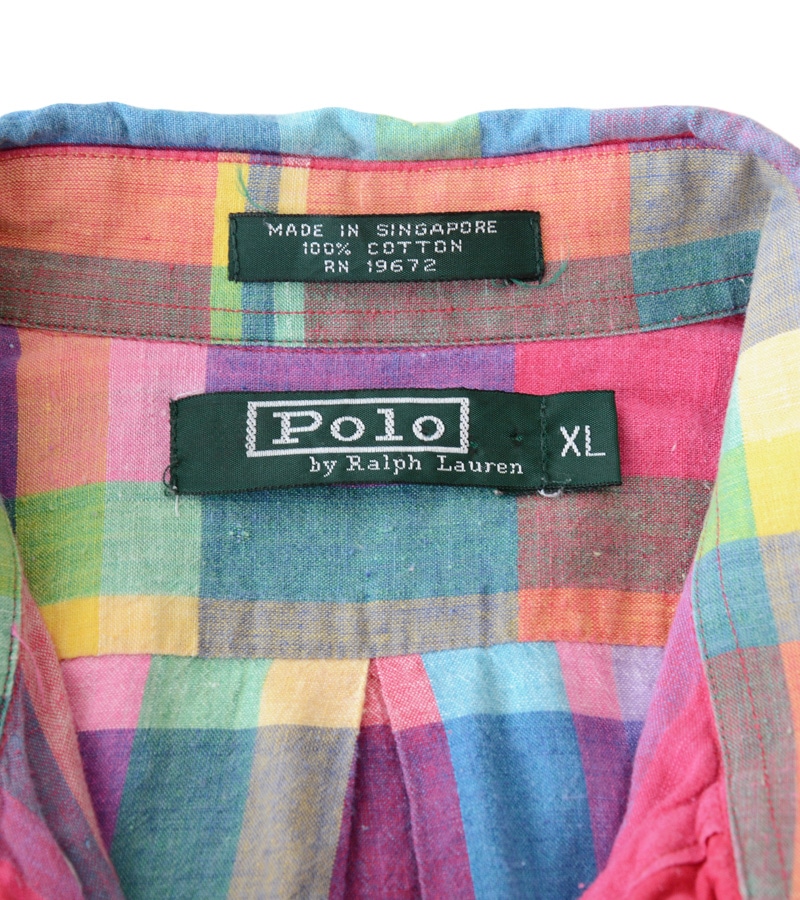 MADE IN SINGAPORE
100% COTTON
RN 19672
Polo
by Ralph Lauren
XL